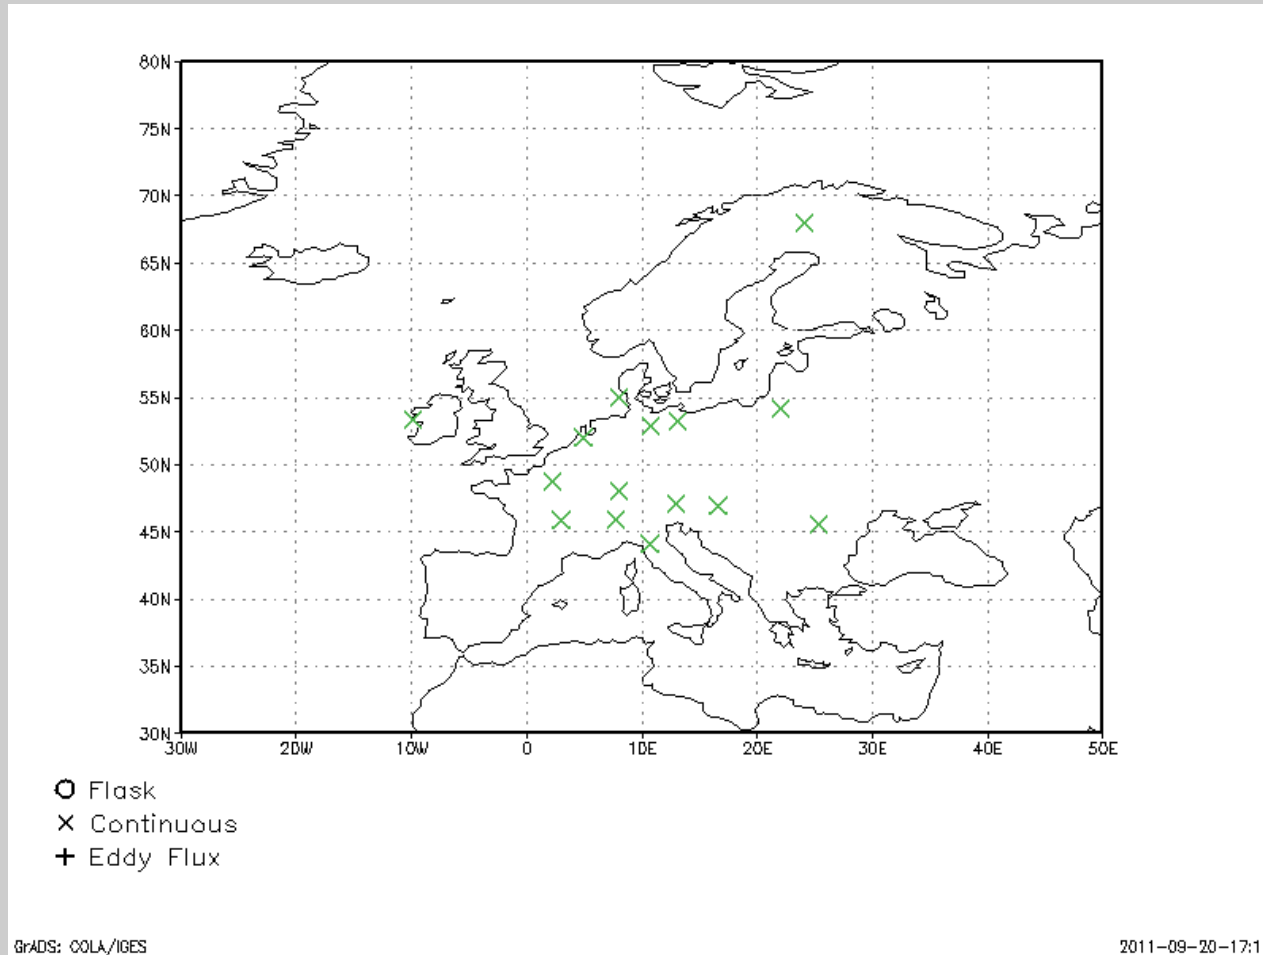 80N
75N
70N
65N
60N
55N
50N
45N
40N
35N
30N
30W 20W 10W 0 10E 20E 30E 40E 50E
Flask
Continuous
Eddy Flux
GrADS: COLA/IGES 2011-09-20-17:1